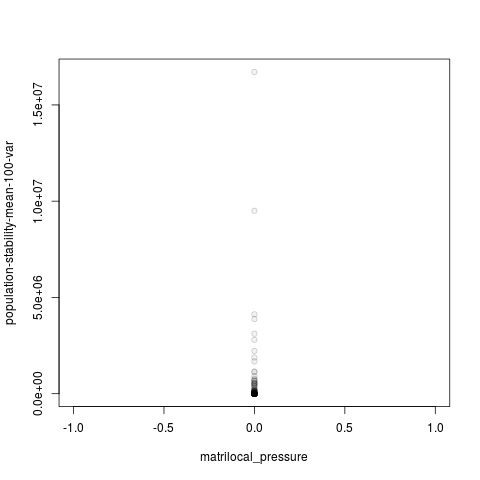 population-stability-mean-100-var
1.5e+07
1.0e+07
5.0e+06
0.0e+00
-1.0 -0.5 0.0 0.5 1.0
matrilocal_pressure